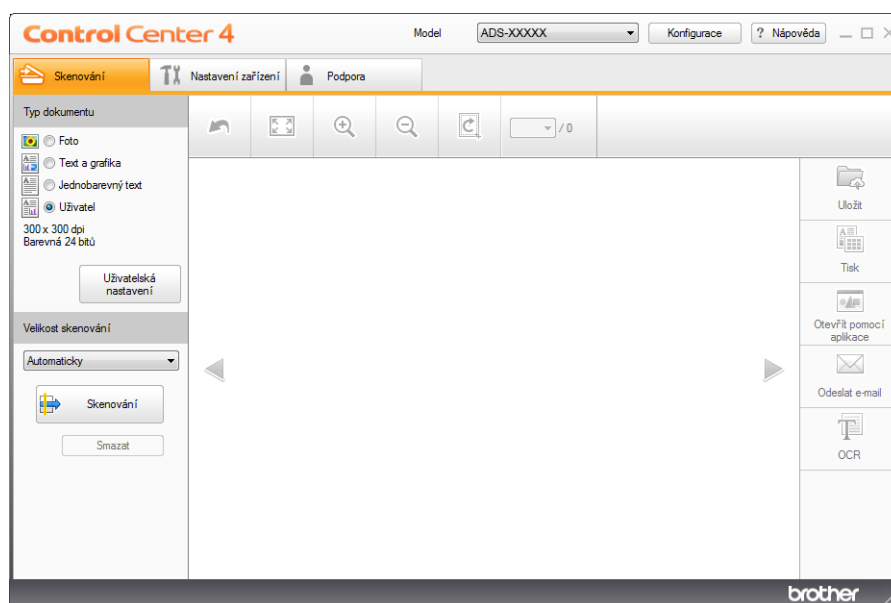 Control Center 4
Model
ADS-XXXXX
Konfigurace
? Nápověda
Skenování
Nastavení zařízení
Podpora
Typ dokumentu
Foto
Text a grafika
Jednobarevný text
Uživatel
300 x 300 dpi
Barevná 24 bitů
Uživatelská
nastavení
Velikost skenování
Automaticky
Skenování
Smazat
/ 0
Uložit
Tisk
Otevřít pomocí
aplikace
Odeslat e-mail
OCR
brother